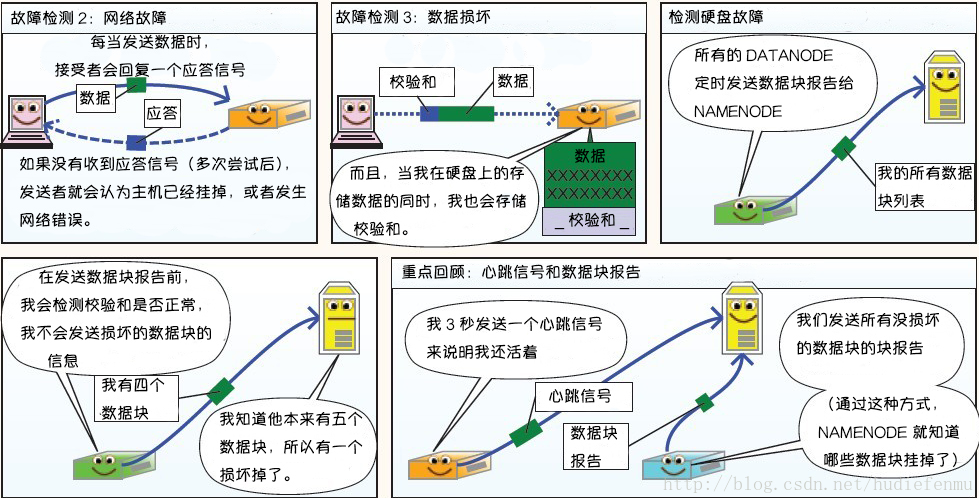 故障检测2：网络故障
每当发送数据时，
接受者会回复一个应答信号
数据
应答
如果没有收到应答信号（多次尝试后），
发送者就会认为主机已经挂掉，或者发生
网络错误。
故障检测3：数据损坏
校验和
数据
数据
XXXXXXXX
XXXXXXXX
_ 校验和 _
而且，当我在硬盘上的存
储数据的同时，我也会存储
校验和。
检测硬盘故障
所有的 DATANODE
定时发送数据块报告给
NAMENODE
我的所有数据
块列表
在发送数据块报告前，
我会检测校验和是否正常，
我不会发送损坏的数据块的
信息
我有四个
数据块
我知道他本来有五个
数据块，所以有一个
损坏掉了。
重点回顾：心跳信号和数据块报告
我3秒发送一个心跳信号
来说明我还活着
心跳信号
数据块
报告
我们发送所有没损坏
的数据块的块报告
（通过这种方式，
NAMENODE 就知道
哪些数据块挂掉了）
http://blog.csdn.net/hudiefenmu